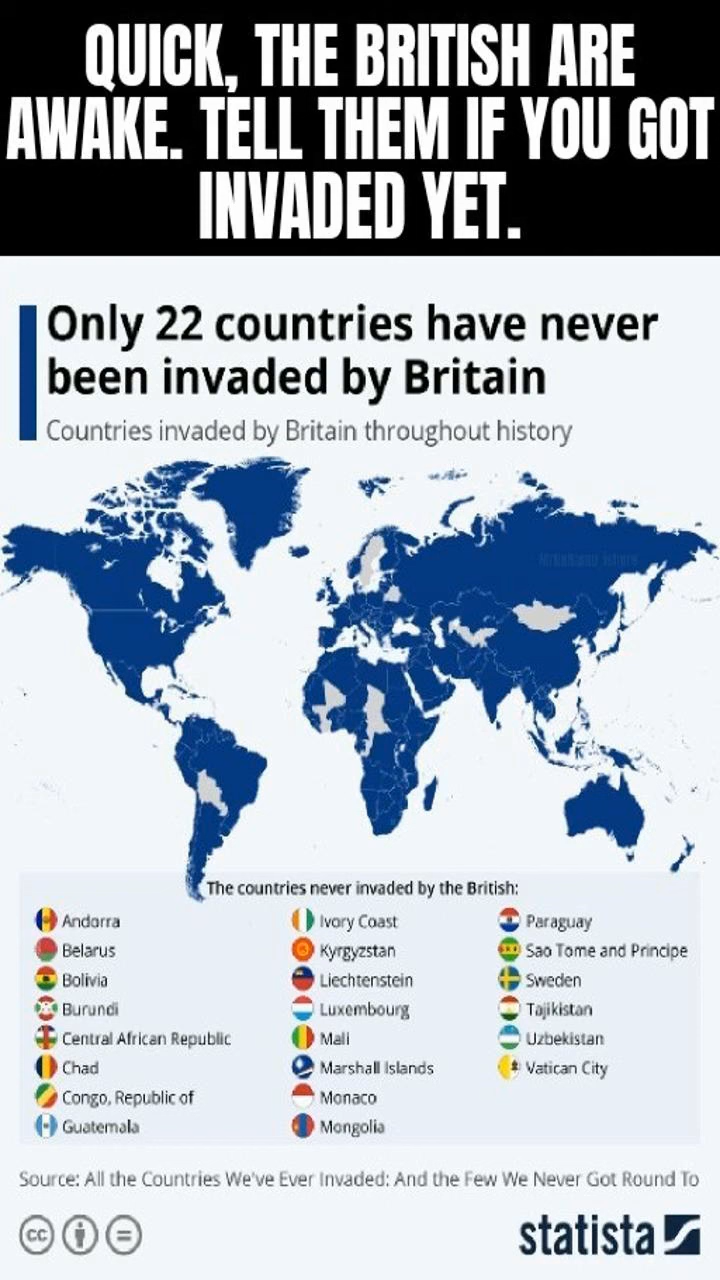 QUICK, THE BRITISH ARE
AWAKE. TELL THEM IF YOU GOT
INVADED YET.
Only 22 countries have never
been invaded by Britain
Countries invaded by Britain throughout history
The countries never invaded by the British:
Andorra
Belarus
Bolivia
Burundi
Central African Republic
Chad
Congo, Republic of
Guatemala
Ivory Coast
Kyrgyzstan
Liechtenstein
Luxembourg
Mali
Marshall Islands
Monaco
Mongolia
Paraguay
Sao Tome and Principe
Sweden
Tajikistan
Uzbekistan
Vatican City
Source: All the Countries We've Ever Invaded: And the Few We Never Got Round To
cc
statista